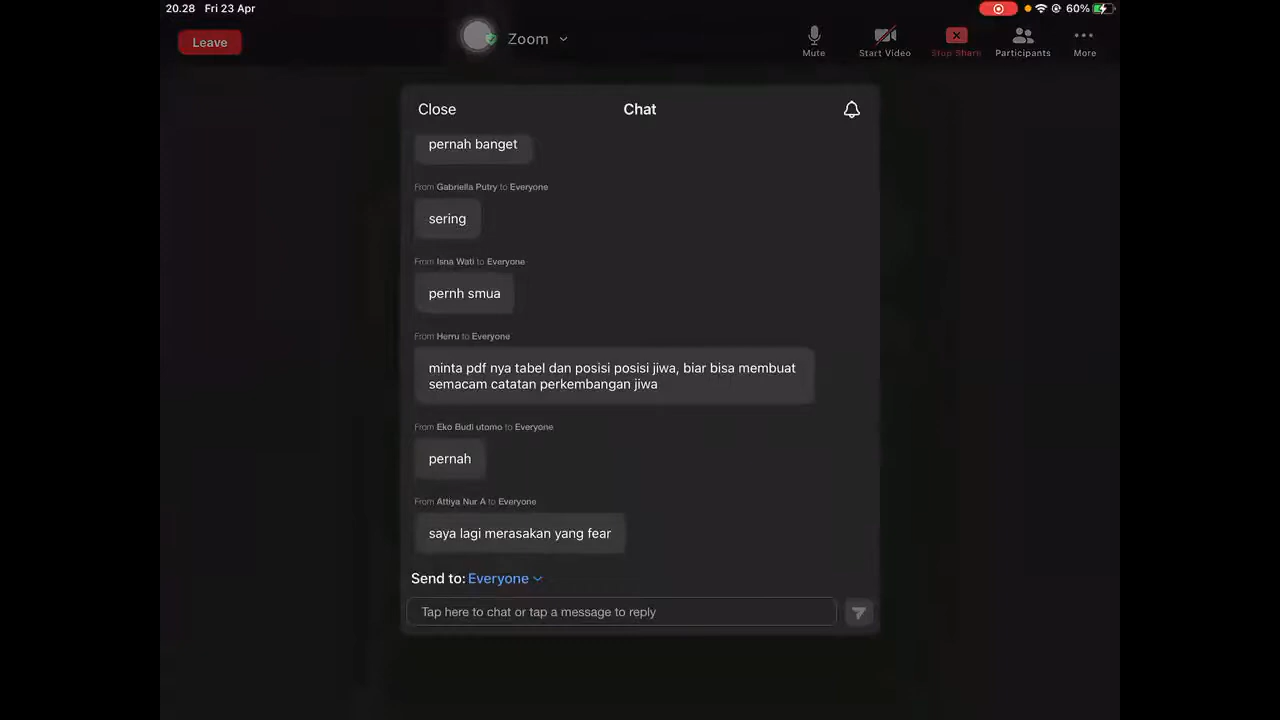 20.28 Fri 23 Apr
60%
Leave
Zoom
Mute
Start Video
Stop Share
Participants
More
Close
Chat
pernah banget
From Gabriella Putry to Everyone
sering
From Isna Wati to Everyone
pernh smua
From Herru to Everyone
minta pdf nya tabel dan posisi posisi jiwa, biar bisa membuat
semacam catatan perkembangan jiwa
From Eko Budi utomo to Everyone
pernah
From Attiya Nur A to Everyone
saya lagi merasakan yang fear
Send to: Everyone
Tap here to chat or tap a message to reply